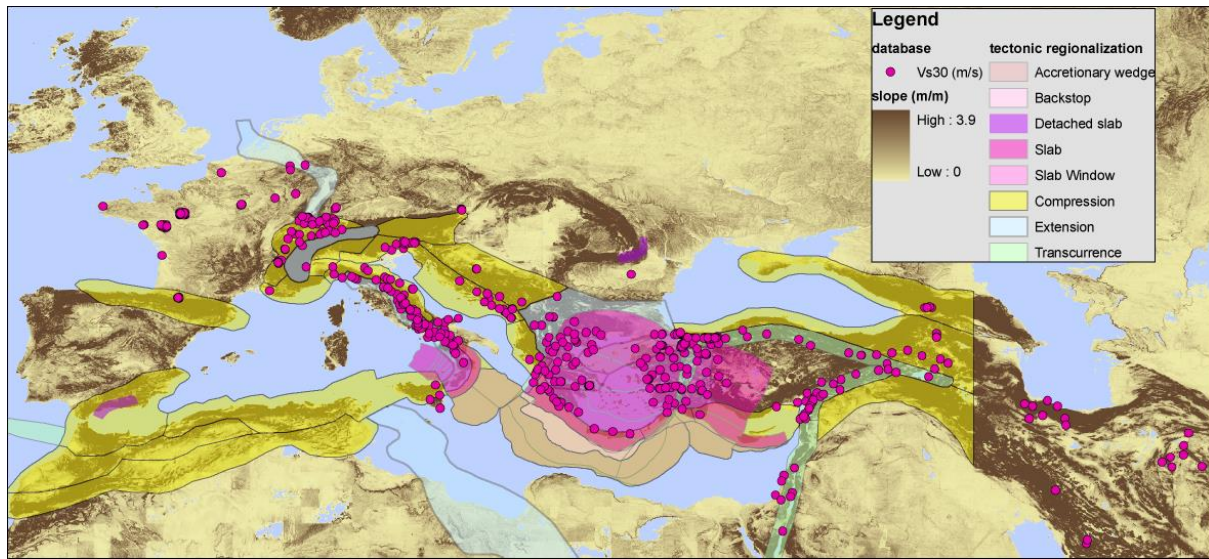 Legend
database
Vs30 (m/s)
slope (m/m)
High : 3.9
Low : 0
tectonic regionalization
Accretionary wedge
Backstop
Detached slab
Slab
Slab Window
Compression
Extension
Transcurrence